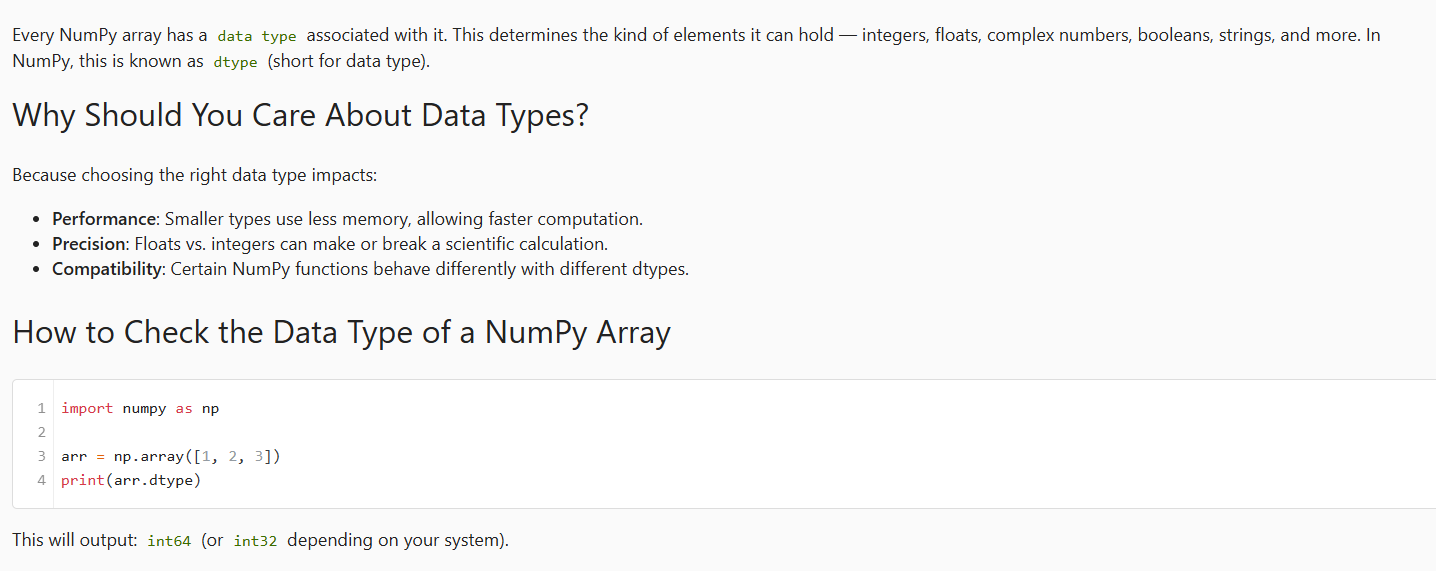 Every NumPy array has a data type associated with it. This determines the kind of elements it can hold — integers, floats, complex numbers, booleans, strings, and more. In
NumPy, this is known as dtype (short for data type).
Why Should You Care About Data Types?
Because choosing the right data type impacts:
• Performance: Smaller types use less memory, allowing faster computation.
• Precision: Floats vs. integers can make or break a scientific calculation.
• Compatibility: Certain NumPy functions behave differently with different dtypes.
How to Check the Data Type of a NumPy Array
1 import numpy as np
2
3 arr = np.array([1, 2, 3])
4 print(arr.dtype)
This will output: int64 (or int32 depending on your system).